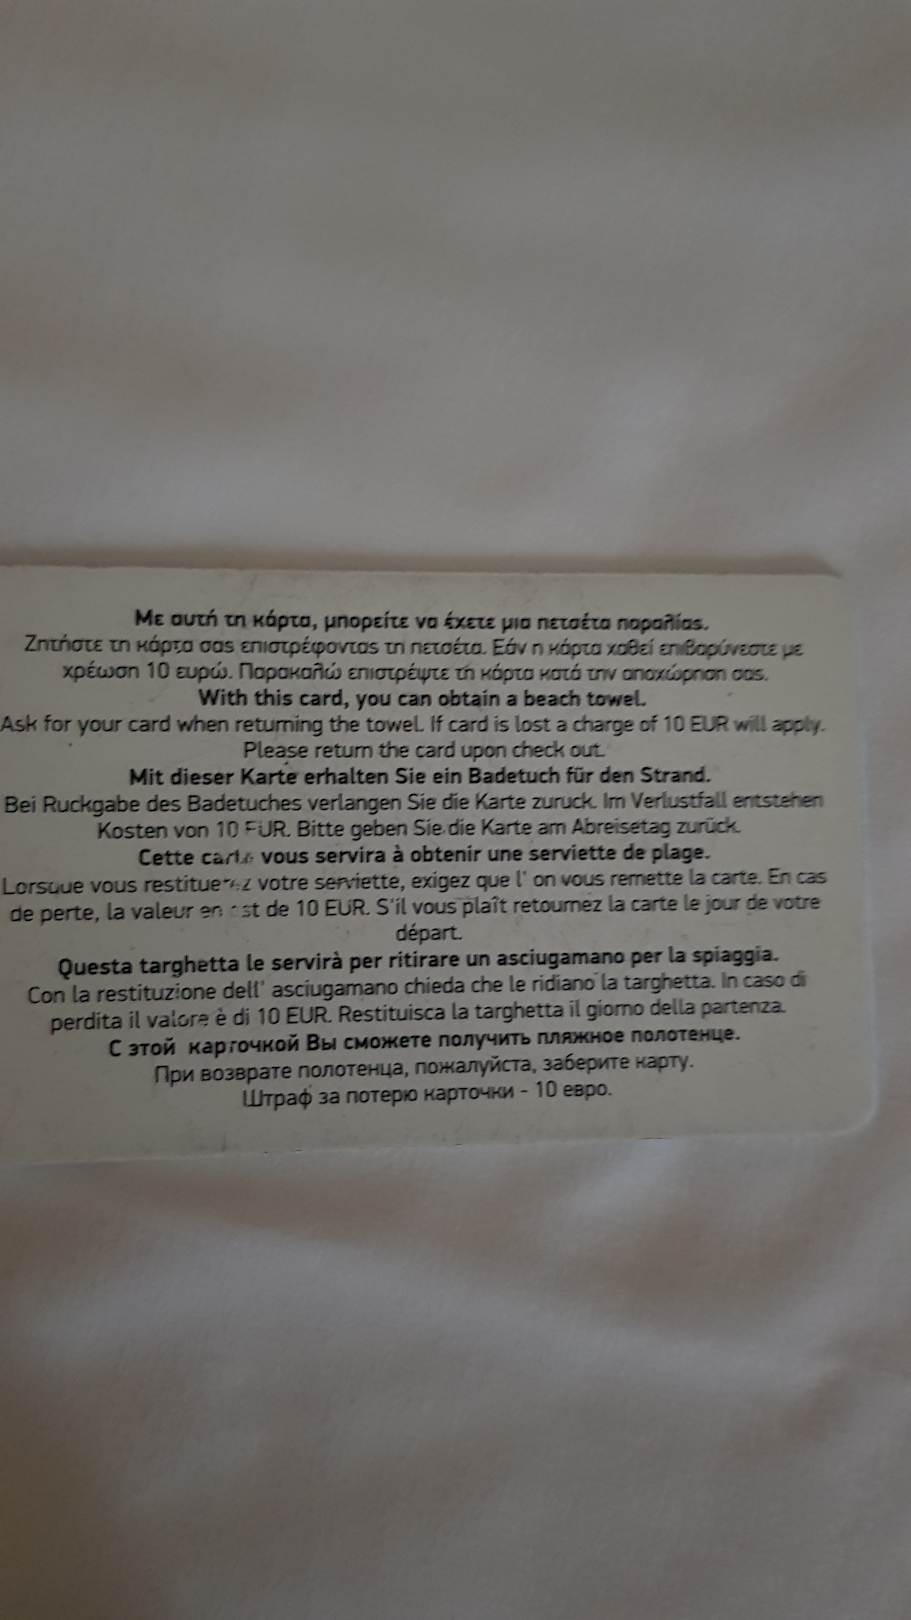 Με αυτή τη κάρτα, μπορείτε να έχετε μια πετσέτα παραλίας.
Ζητήστε τη κάρτα σας επιστρέφοντας τη πετσέτα. Εάν η κάρτα χαθεί επιβαρύνεστε με
χρέωση 10 ευρώ. Παρακαλώ επιστρέψτε τη κάρτα κατά την αποχώρηση σας.
With this card, you can obtain a beach towel.
Ask for your card when returning the towel. If card is lost a charge of 10 EUR will apply.
Please return the card upon check out.
Mit dieser Karte erhalten Sie ein Badetuch für den Strand.
Bei Ruckgabe des Badetuches verlangen Sie die Karte zuruck. Im Verlustfall entstehen
Kosten von 10 EUR. Bitte geben Sie die Karte am Abreisetag zurück.
Cette carte vous servira à obtenir une serviette de plage.
Lorsque vous restituerez votre serviette, exigez que l' on vous remette la carte. En cas
de perte, la valeur en est de 10 EUR. S'il vous plaît retournez la carte le jour de votre
départ.
Questa targhetta le servirà per ritirare un asciugamano per la spiaggia.
Con la restituzione dell' asciugamano chieda che le ridiano la targhetta. In caso di
perdita il valore è di 10 EUR. Restituisca la targhetta il giorno della partenza.
С этой карточкой Вы сможете получить пляжное полотенце.
При возврате полотенца, пожалуйста, заберите карту.
Штраф за потерю карточки - 10 евро.